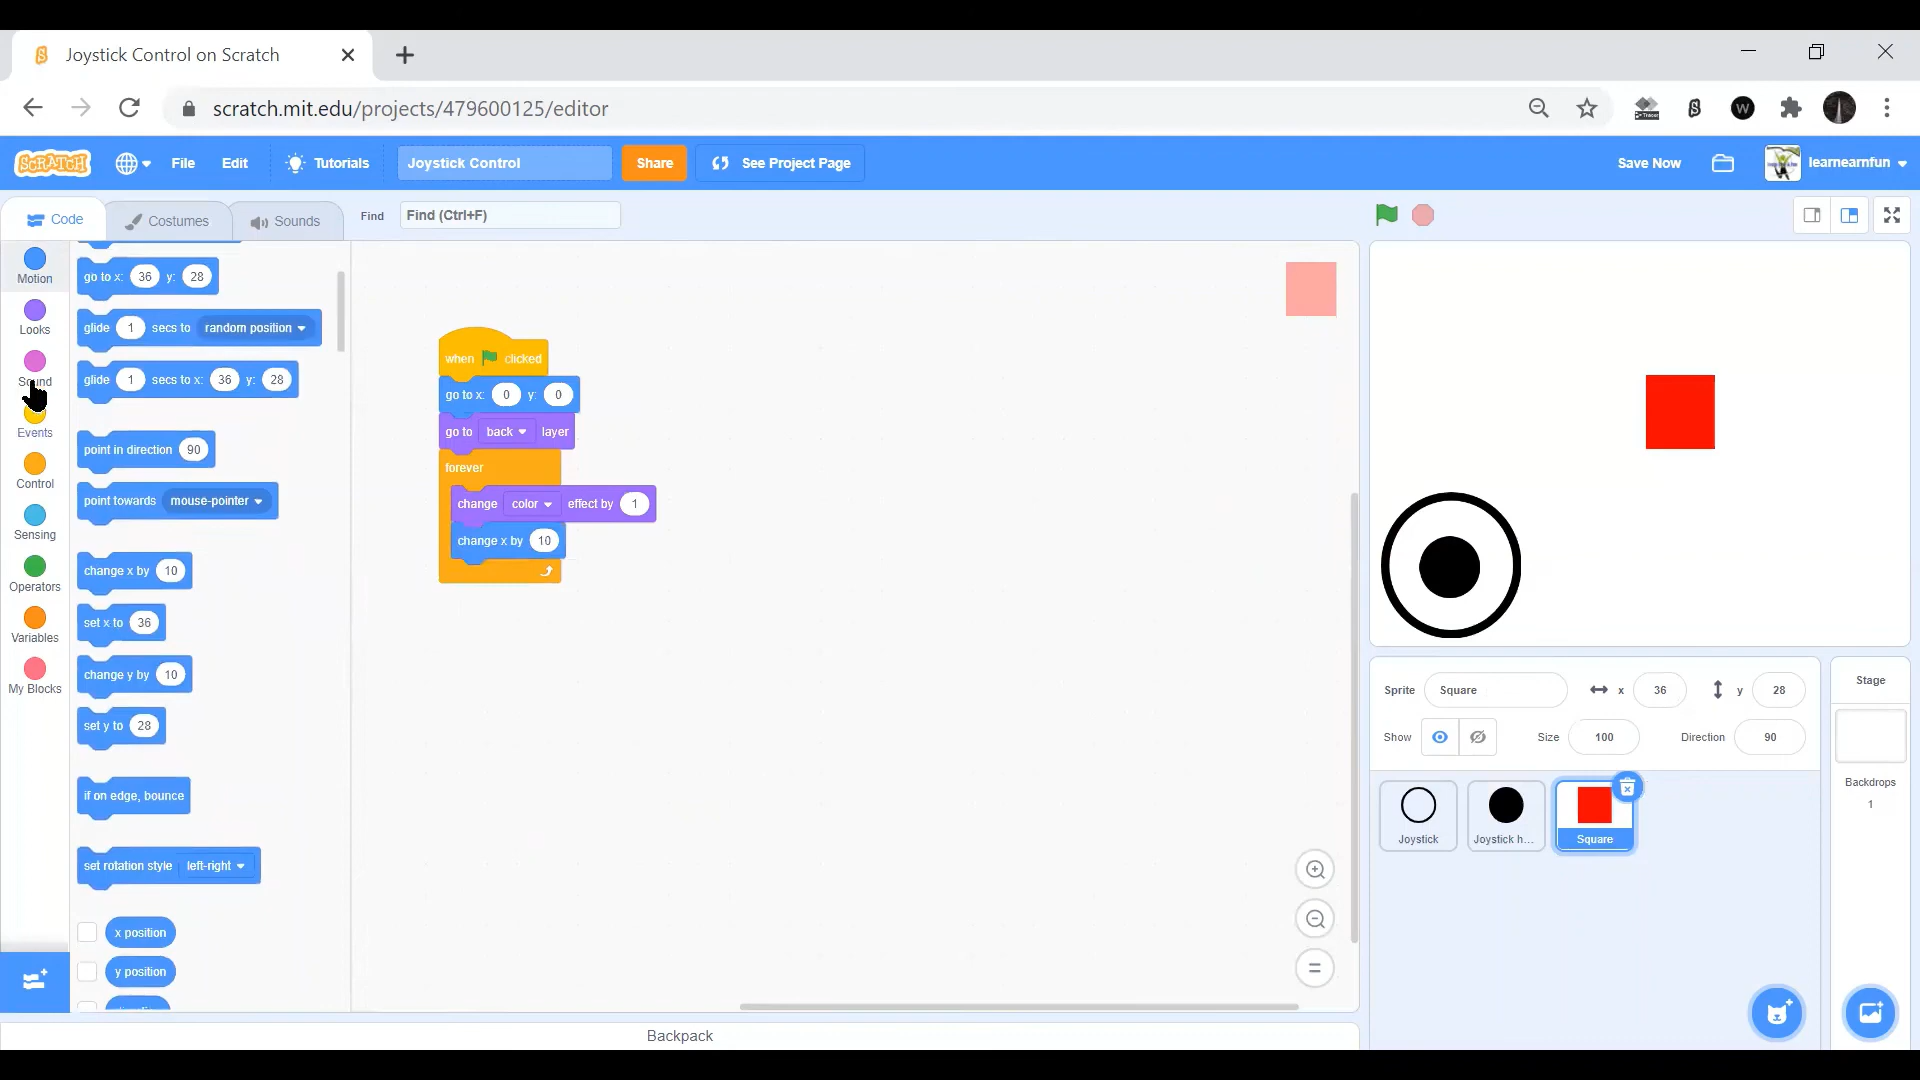 Joystick Control on Scratch
scratch.mit.edu/projects/479600125/editor
W
SCRATCH
File
Edit
Tutorials
Joystick Control
Share
See Project Page
Save Now
learnearnfun
Code
Costumes
Sounds
Find
Find (Ctrl+F)
Motion
Looks
Sound
Events
Control
Sensing
Operators
Variables
My Blocks
go to x: 36 y: 28
glide 1 secs to random position
glide 1 secs to x: 36 y: 28
point in direction 90
point towards mouse-pointer
change x by 10
set x to 36
change y by 10
set y to 28
if on edge, bounce
set rotation style left-right
x position
y position
when clicked
go to x: 0 y: 0
go to back layer
forever
change color effect by 1
change x by 10
Sprite Square x 36 y 28
Show Size 100 Direction 90
Joystick
Joystick h...
Square
Stage
Backdrops
1
Backpack